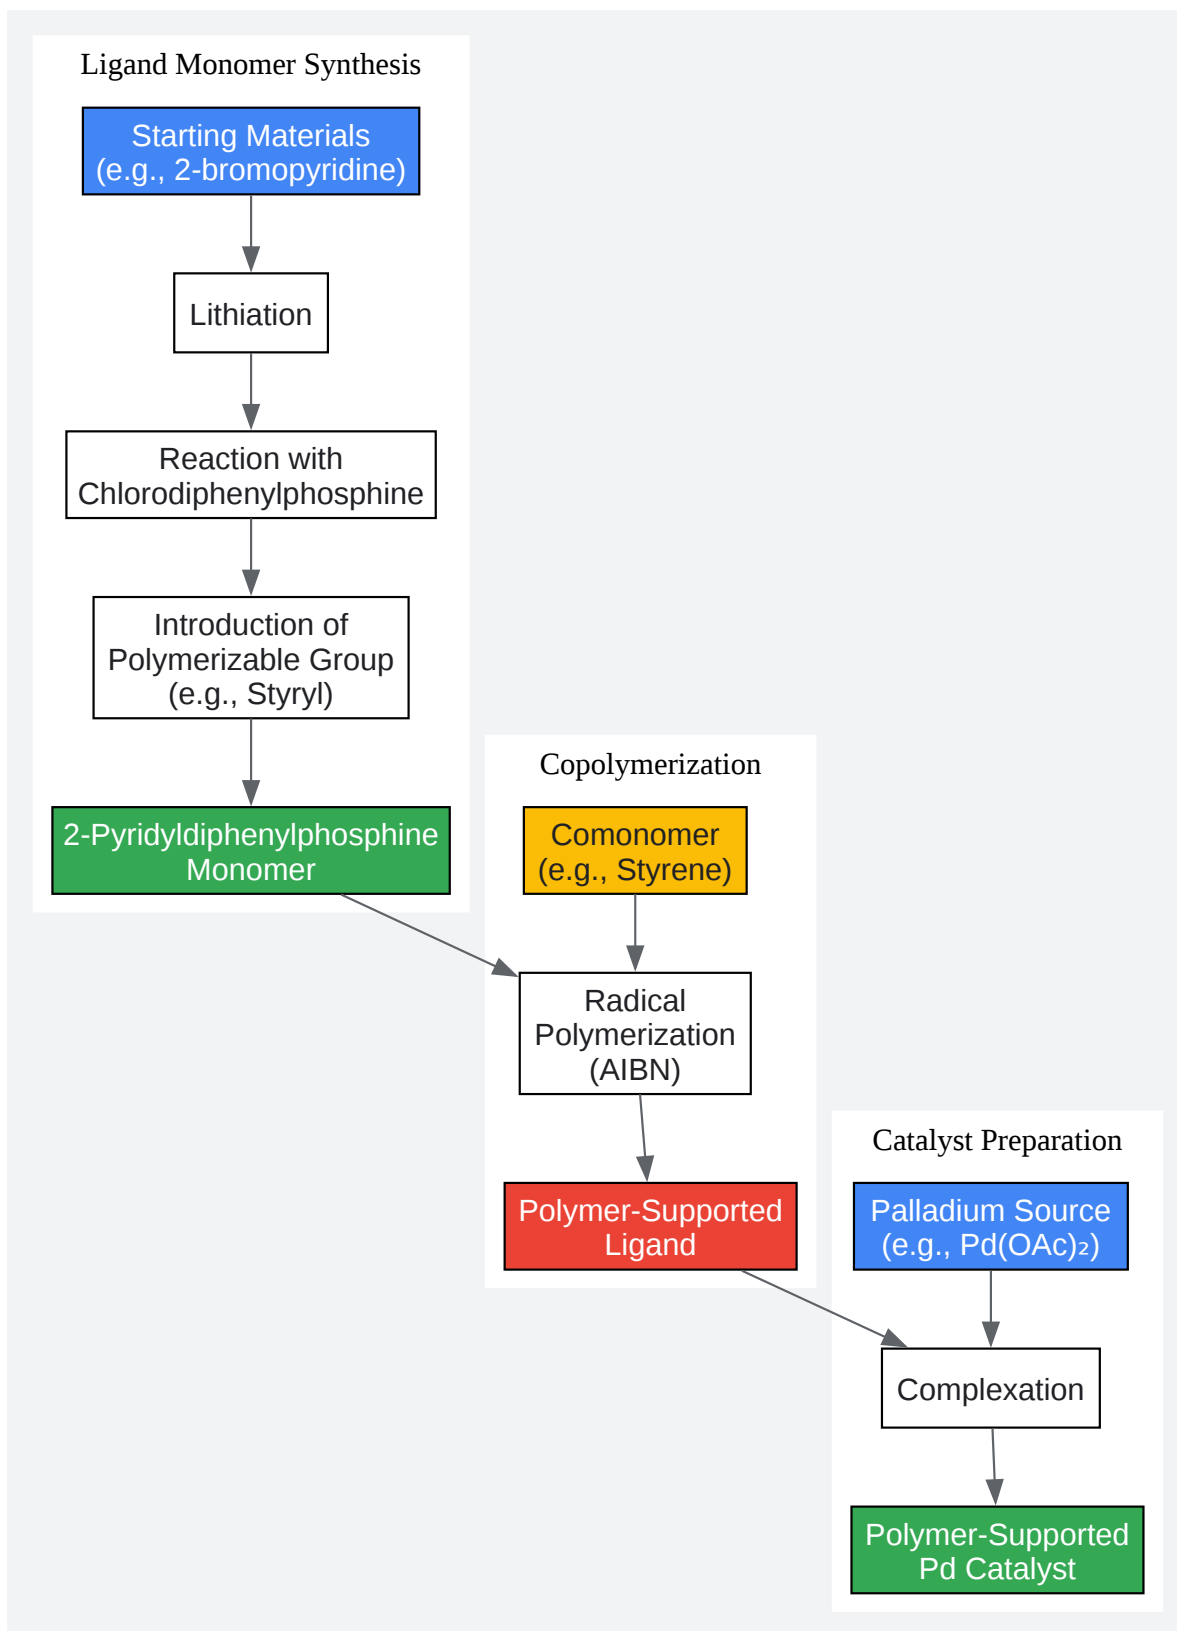 Ligand Monomer Synthesis
Starting Materials
(e.g., 2-bromopyridine)
Lithiation
Reaction with
Chlorodiphenylphosphine
Introduction of
Polymerizable Group
(e.g., Styryl)
2-Pyridyldiphenylphosphine
Monomer
Copolymerization
Comonomer
(e.g., Styrene)
Radical
Polymerization
(AIBN)
Polymer-Supported
Ligand
Catalyst Preparation
Palladium Source
(e.g., Pd(OAc)₂)
Complexation
Polymer-Supported
Pd Catalyst